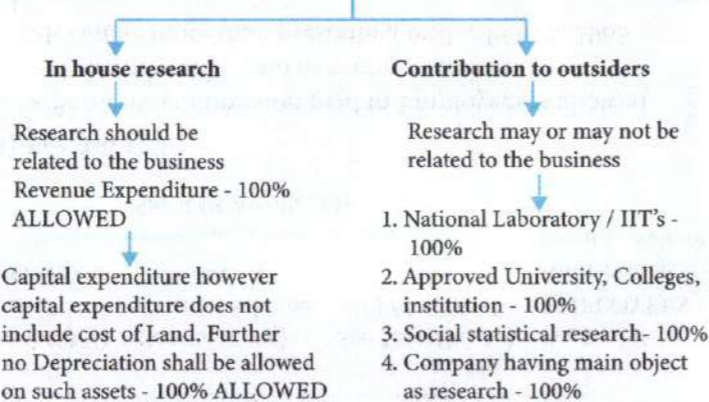 In house research
Research should be
related to the business
Revenue Expenditure - 100%
ALLOWED
Capital expenditure however
capital expenditure does not
include cost of Land. Further
no Depreciation shall be allowed
on such assets - 100% ALLOWED
Contribution to outsiders
Research may or may not be
related to the business
1. National Laboratory / IIT's -
100%
2. Approved University, Colleges,
institution - 100%
3. Social statistical research- 100%
4. Company having main object
as research - 100%